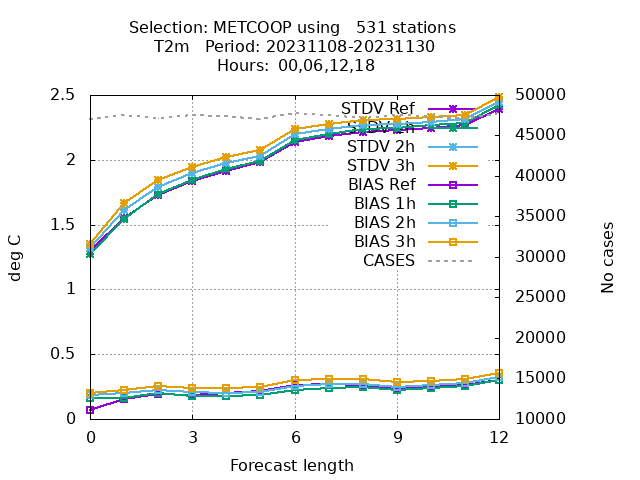 Selection: METCOOP using   531 stations
T2m   Period: 20231108-20231130
Hours: 00,06,12,18
2.5
2
1.5
1
0.5
0
50000
45000
40000
35000
30000
25000
20000
15000
10000
0 3 6 9 12
deg C
No cases
Forecast length
STDV Ref
STDV 2h
STDV 3h
BIAS Ref
BIAS 1h
BIAS 2h
BIAS 3h
CASES